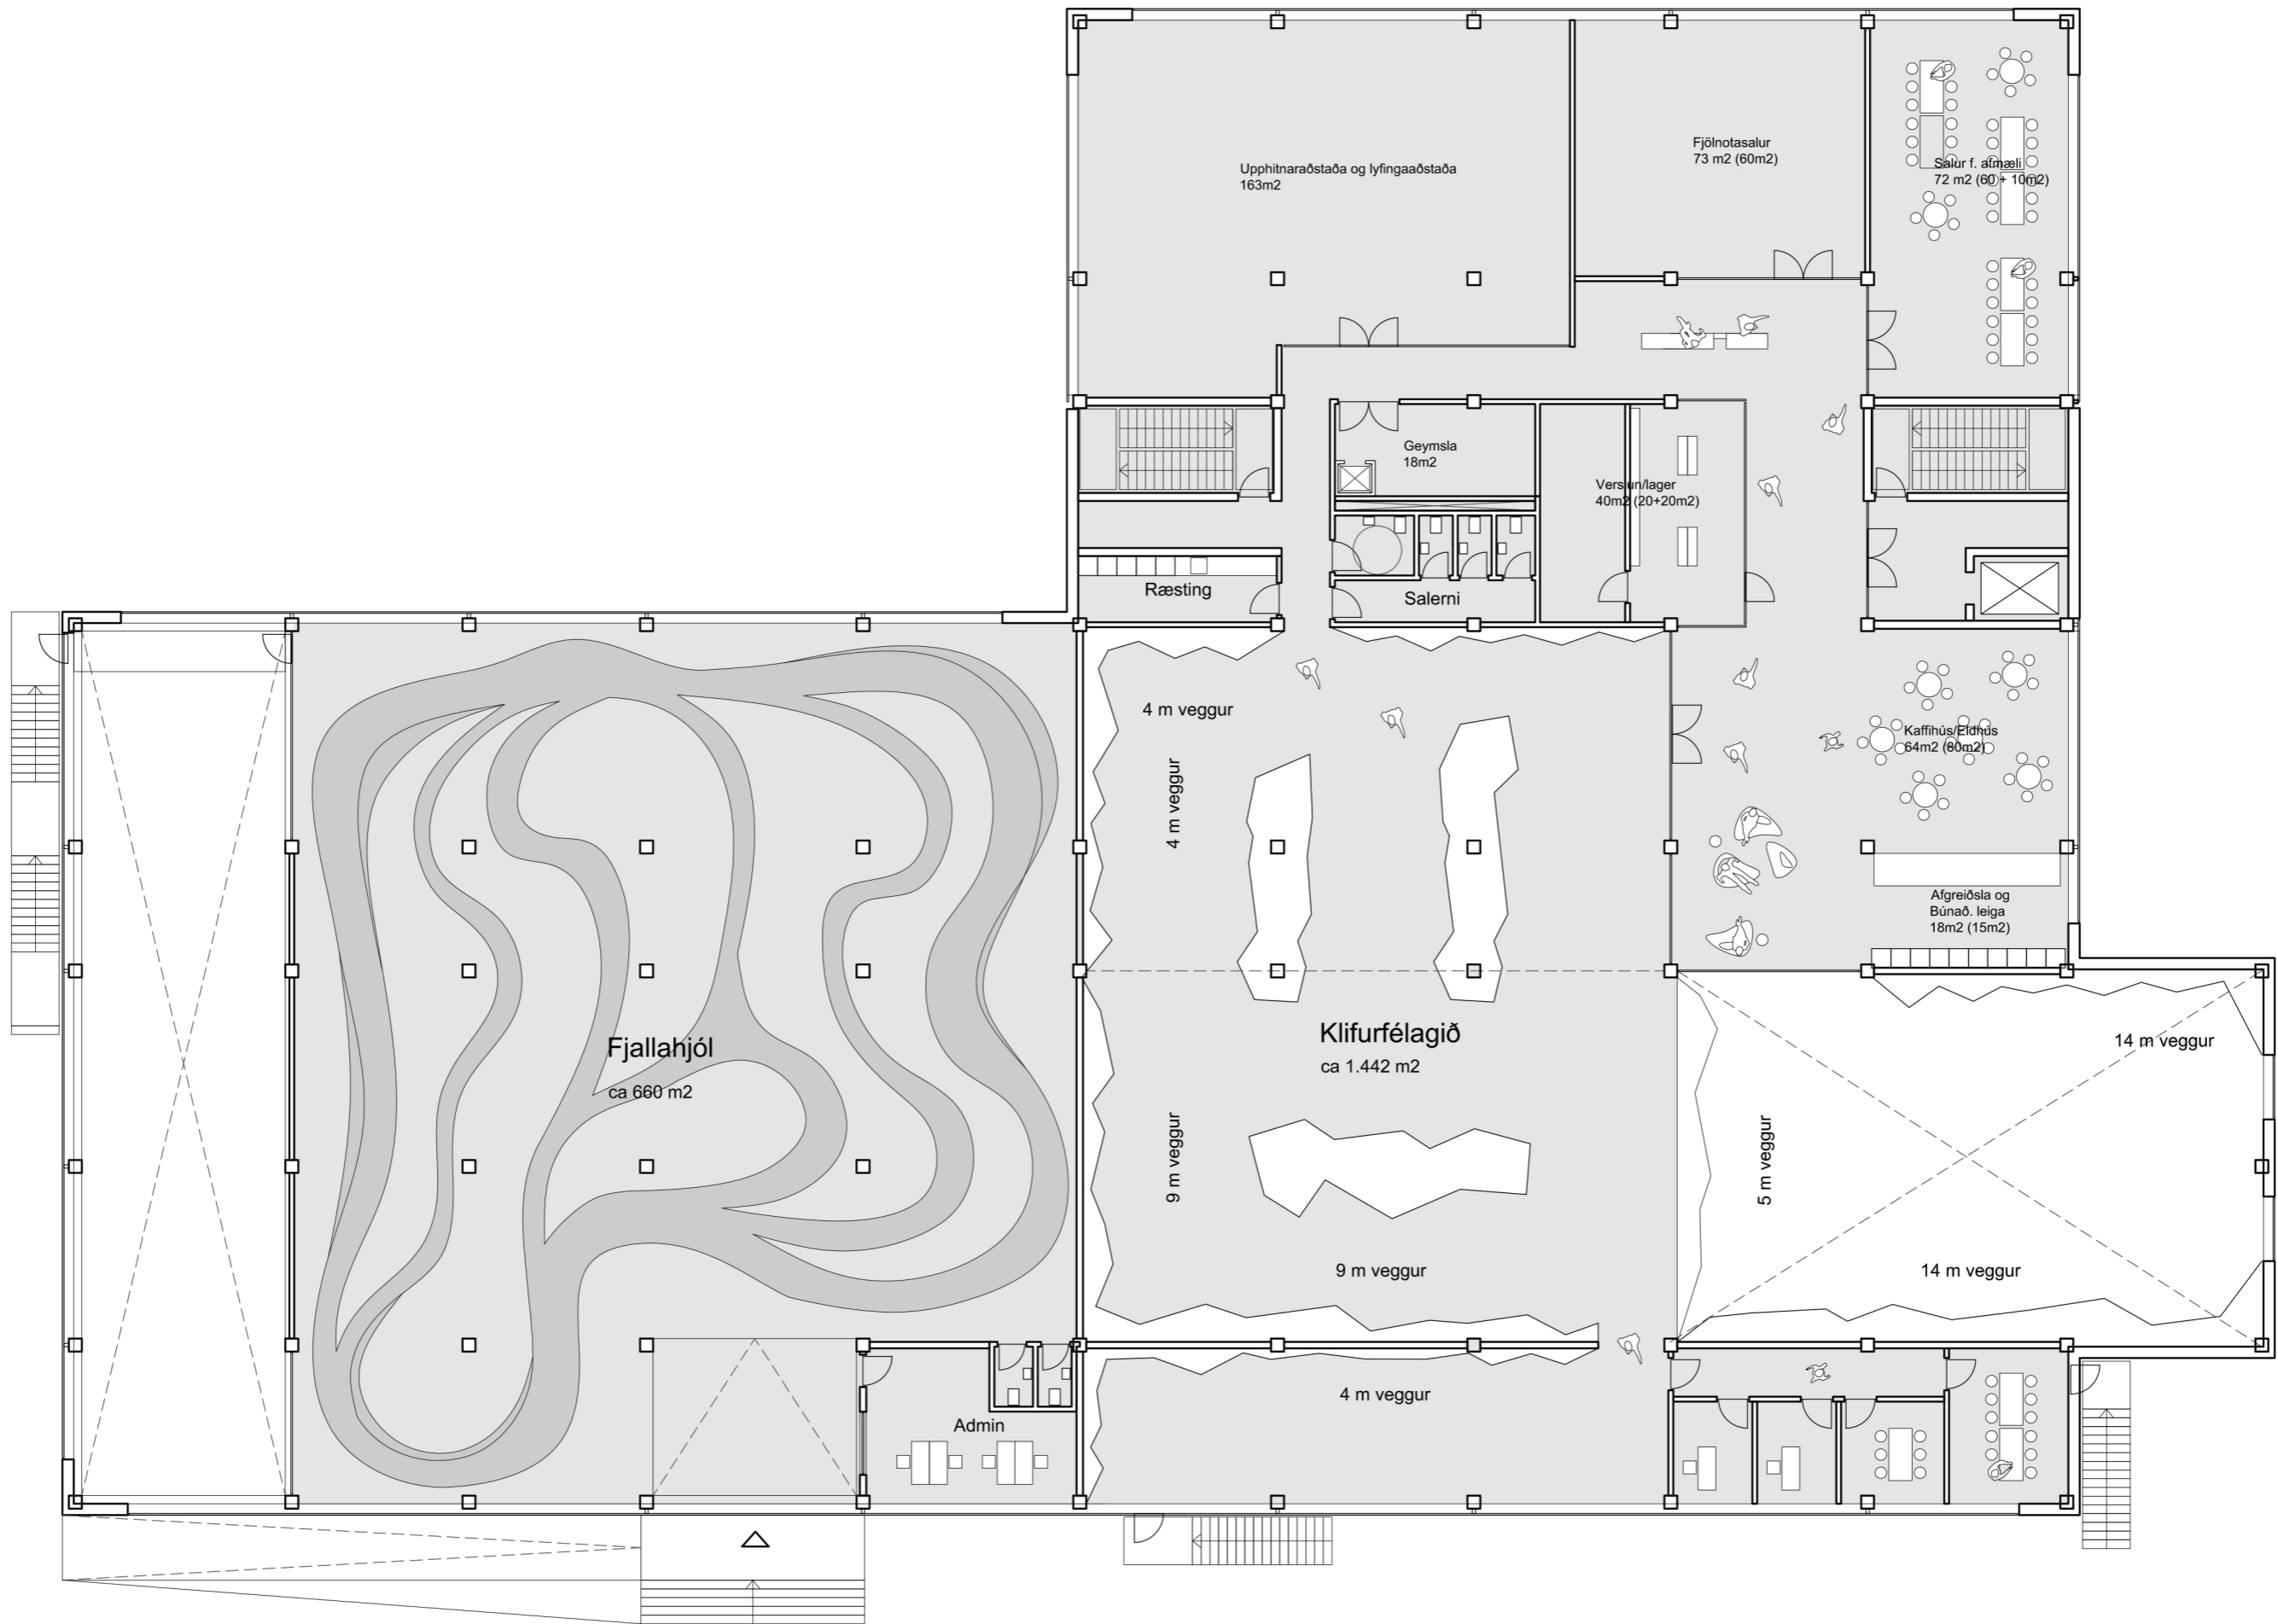 Upphitnaraðstaða og lyfingaaðstaða
163m2
Fjölnotasalur
73 m2 (60m2)
Salur f. afmæli
72 m2 (60 + 10m2)
Geymsla
18m2
Verslun/lager
40m2 (20+20m2)
Ræsting
Salerni
4 m veggur
4 m veggur
Kaffihús/Eldhús
64m2 (80m2)
Afgreiðsla og
Búnað. leiga
18m2 (15m2)
Fjallahjól
ca 660 m2
Klifurfélagið
ca 1.442 m2
14 m veggur
9 m veggur
5 m veggur
9 m veggur
14 m veggur
4 m veggur
Admin